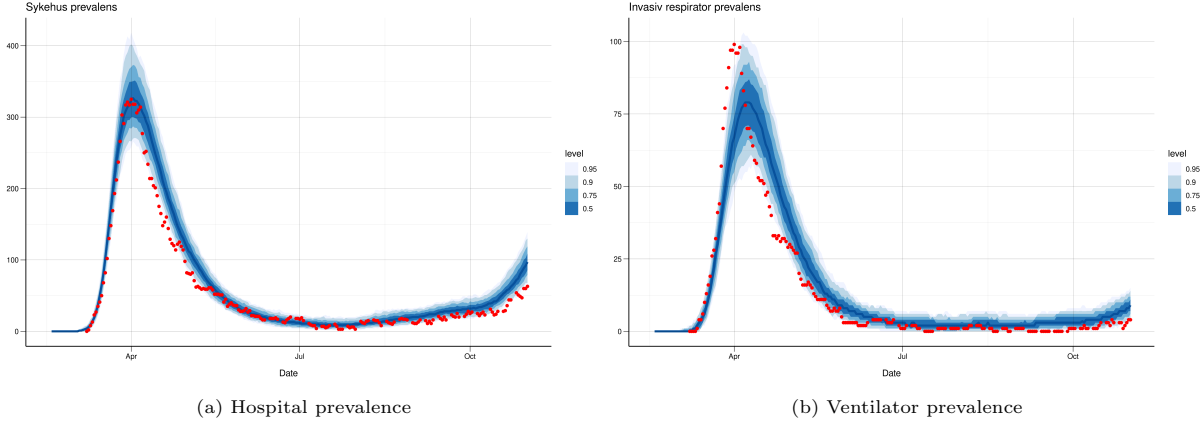 Sykehus prevalens
400
300
200
100
0
Apr
Jul
Oct
Date
level
0.95
0.9
0.75
0.5
(a) Hospital prevalence
Invasiv respirator prevalens
100
75
50
25
0
Apr
Jul
Oct
Date
level
0.95
0.9
0.75
0.5
(b) Ventilator prevalence